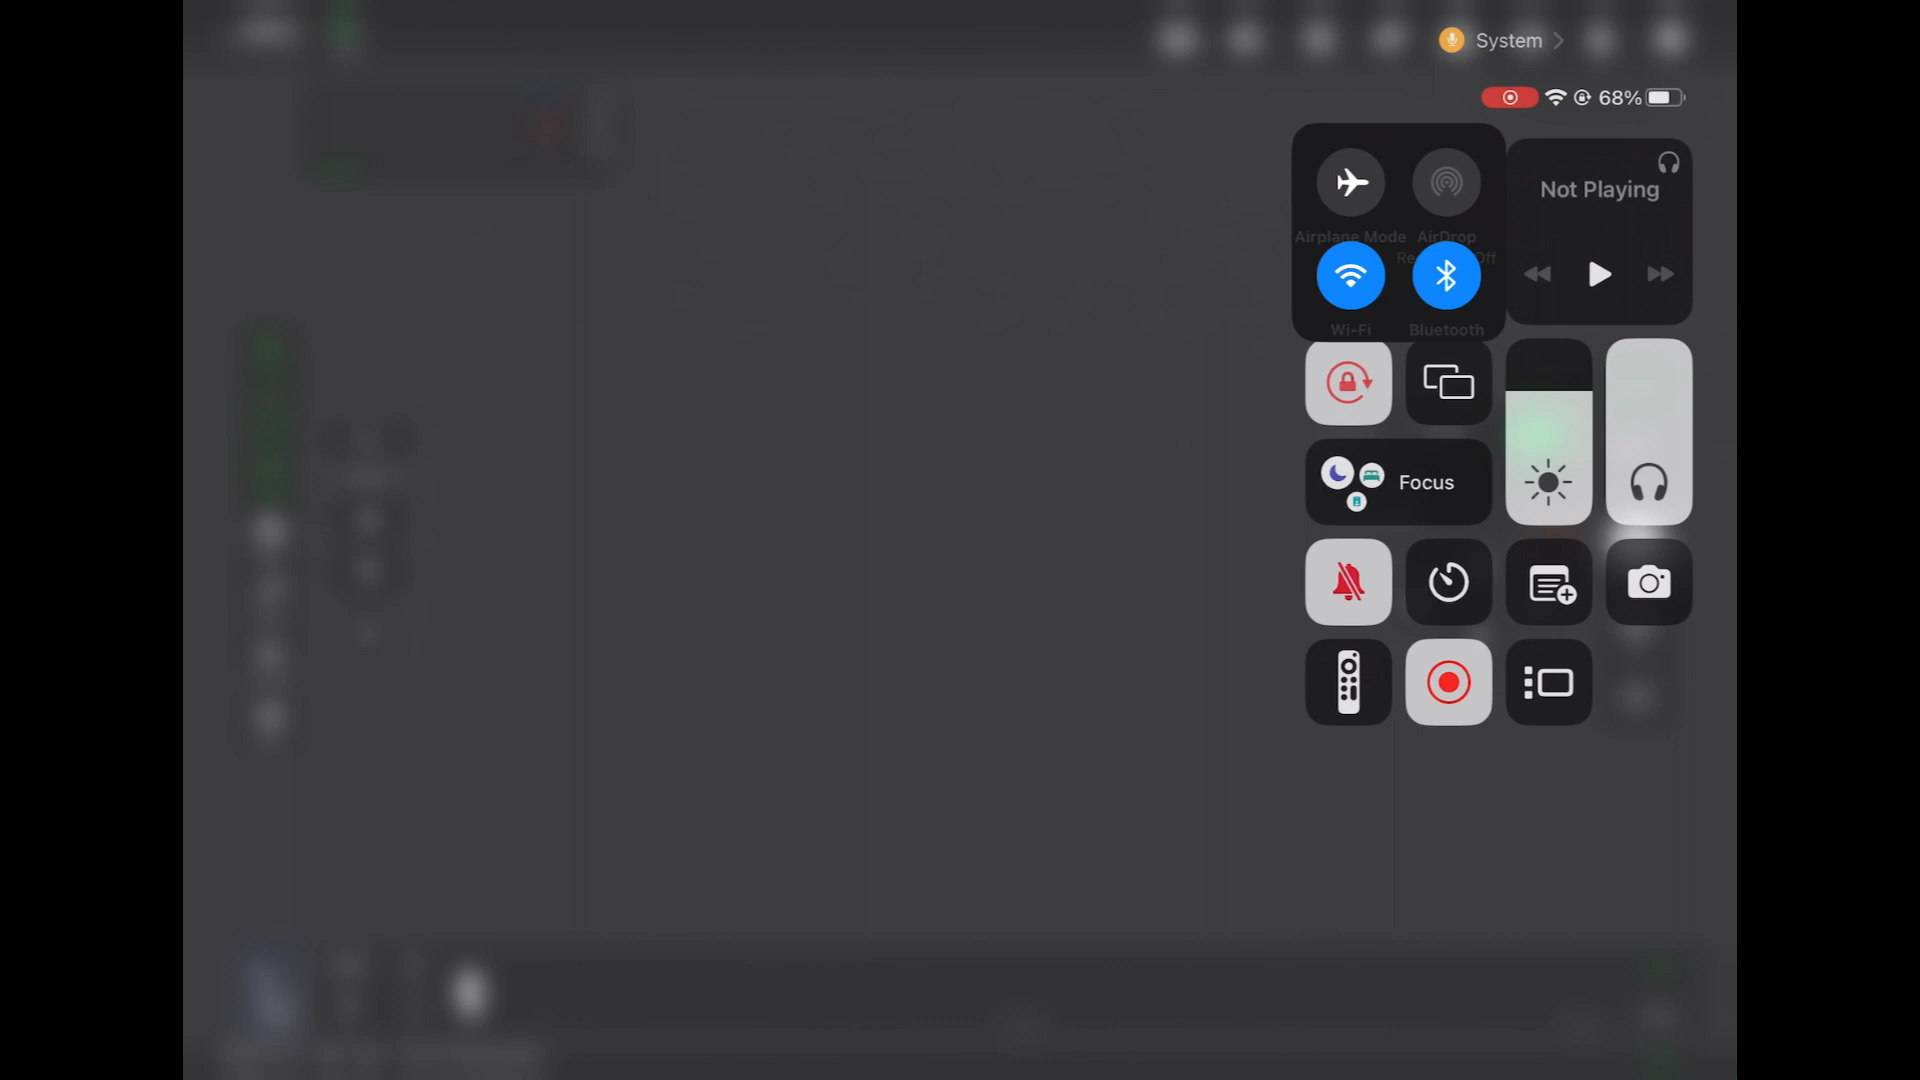 System
68%
Not Playing
Airplane Mode
AirDrop
Wi-Fi
Bluetooth
Focus